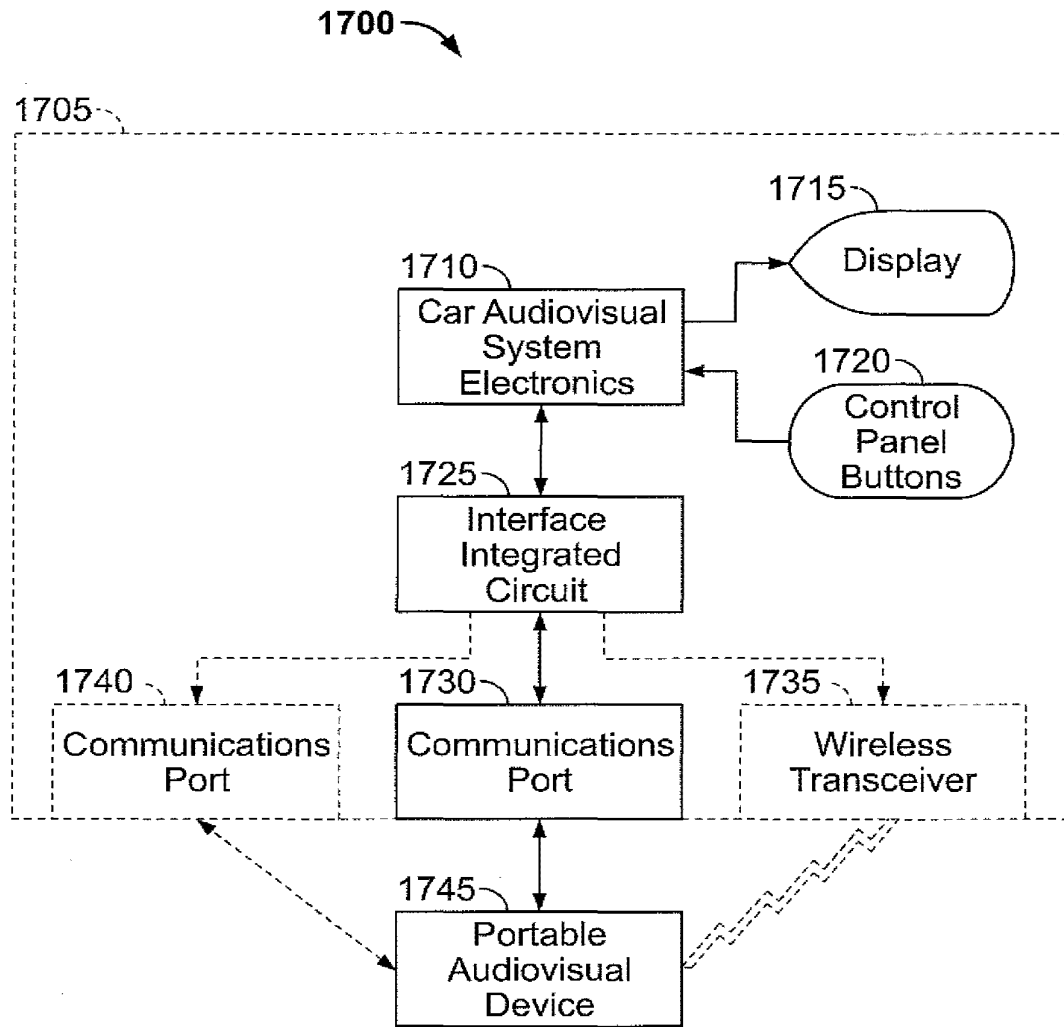 1700
1705
1715
Display
1710
Car Audiovisual
System
Electronics
1720
Control
Panel
Buttons
1725
Interface
Integrated
Circuit
1740
Communications
Port
1730
Communications
Port
1735
Wireless
Transceiver
1745
Portable
Audiovisual
Device